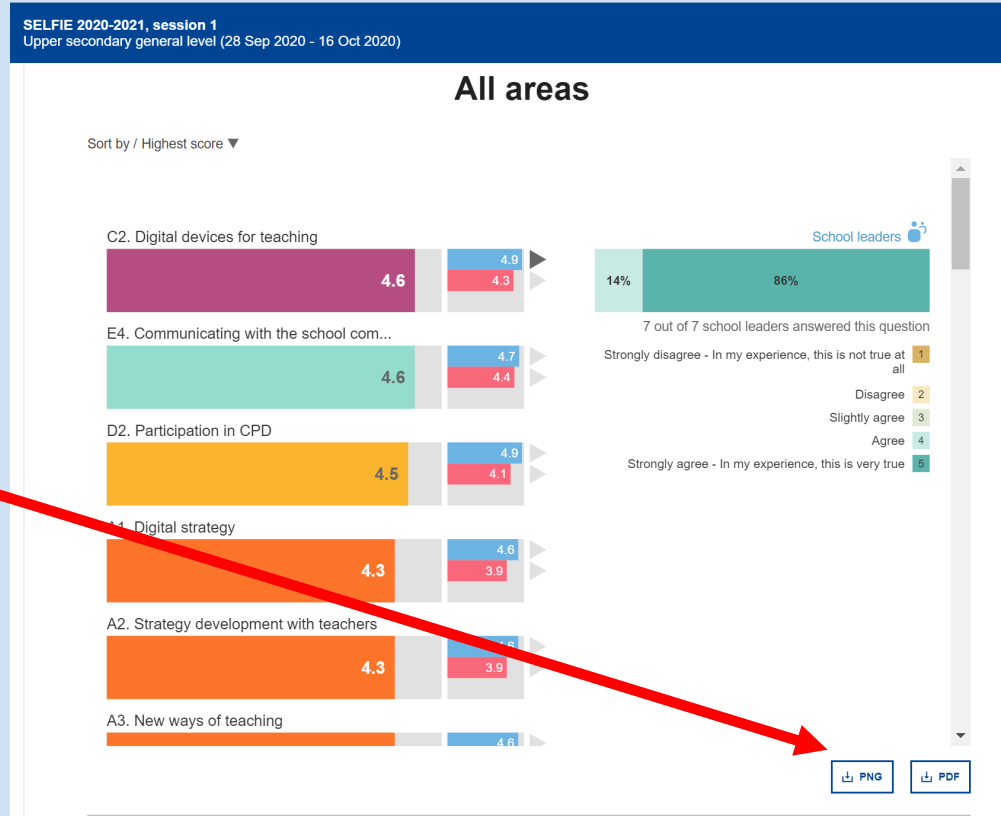 SELFIE 2020-2021, session 1
Upper secondary general level (28 Sep 2020 - 16 Oct 2020)
All areas
Sort by / Highest score ▼
C2. Digital devices for teaching
4.6
4.9
4.3
E4. Communicating with the school com...
4.6
4.7
4.4
D2. Participation in CPD
4.5
4.9
4.1
A1. Digital strategy
4.3
4.6
3.9
A2. Strategy development with teachers
4.3
4.6
3.9
A3. New ways of teaching
4.6
School leaders
14%
86%
7 out of 7 school leaders answered this question
Strongly disagree - In my experience, this is not true at 1
all
Disagree 2
Slightly agree 3
Agree 4
Strongly agree - In my experience, this is very true 5
PNG
PDF